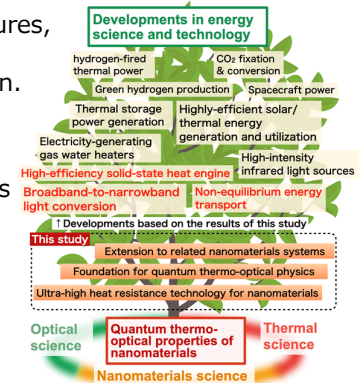 ures,
n.
s
Developments in energy
science and technology
hydrogen-fired
thermal power
CO₂ fixation
& conversion
Green hydrogen production
Spacecraft power
Thermal storage
power generation
Highly-efficient solar/
thermal energy
generation and utilization
Electricity-generating
gas water heaters
High-intensity
infrared light sources
High-efficiency solid-state heat engine
Broadband-to-narrowband
light conversion
Non-equilibrium energy
transport
↑ Developments based on the results of this study
This study
Extension to related nanomaterials systems
Foundation for quantum thermo-optical physics
Ultra-high heat resistance technology for nanomaterials
Optical
science
Quantum thermo-
optical properties of
nanomaterials
Thermal
science
Nanomaterials science